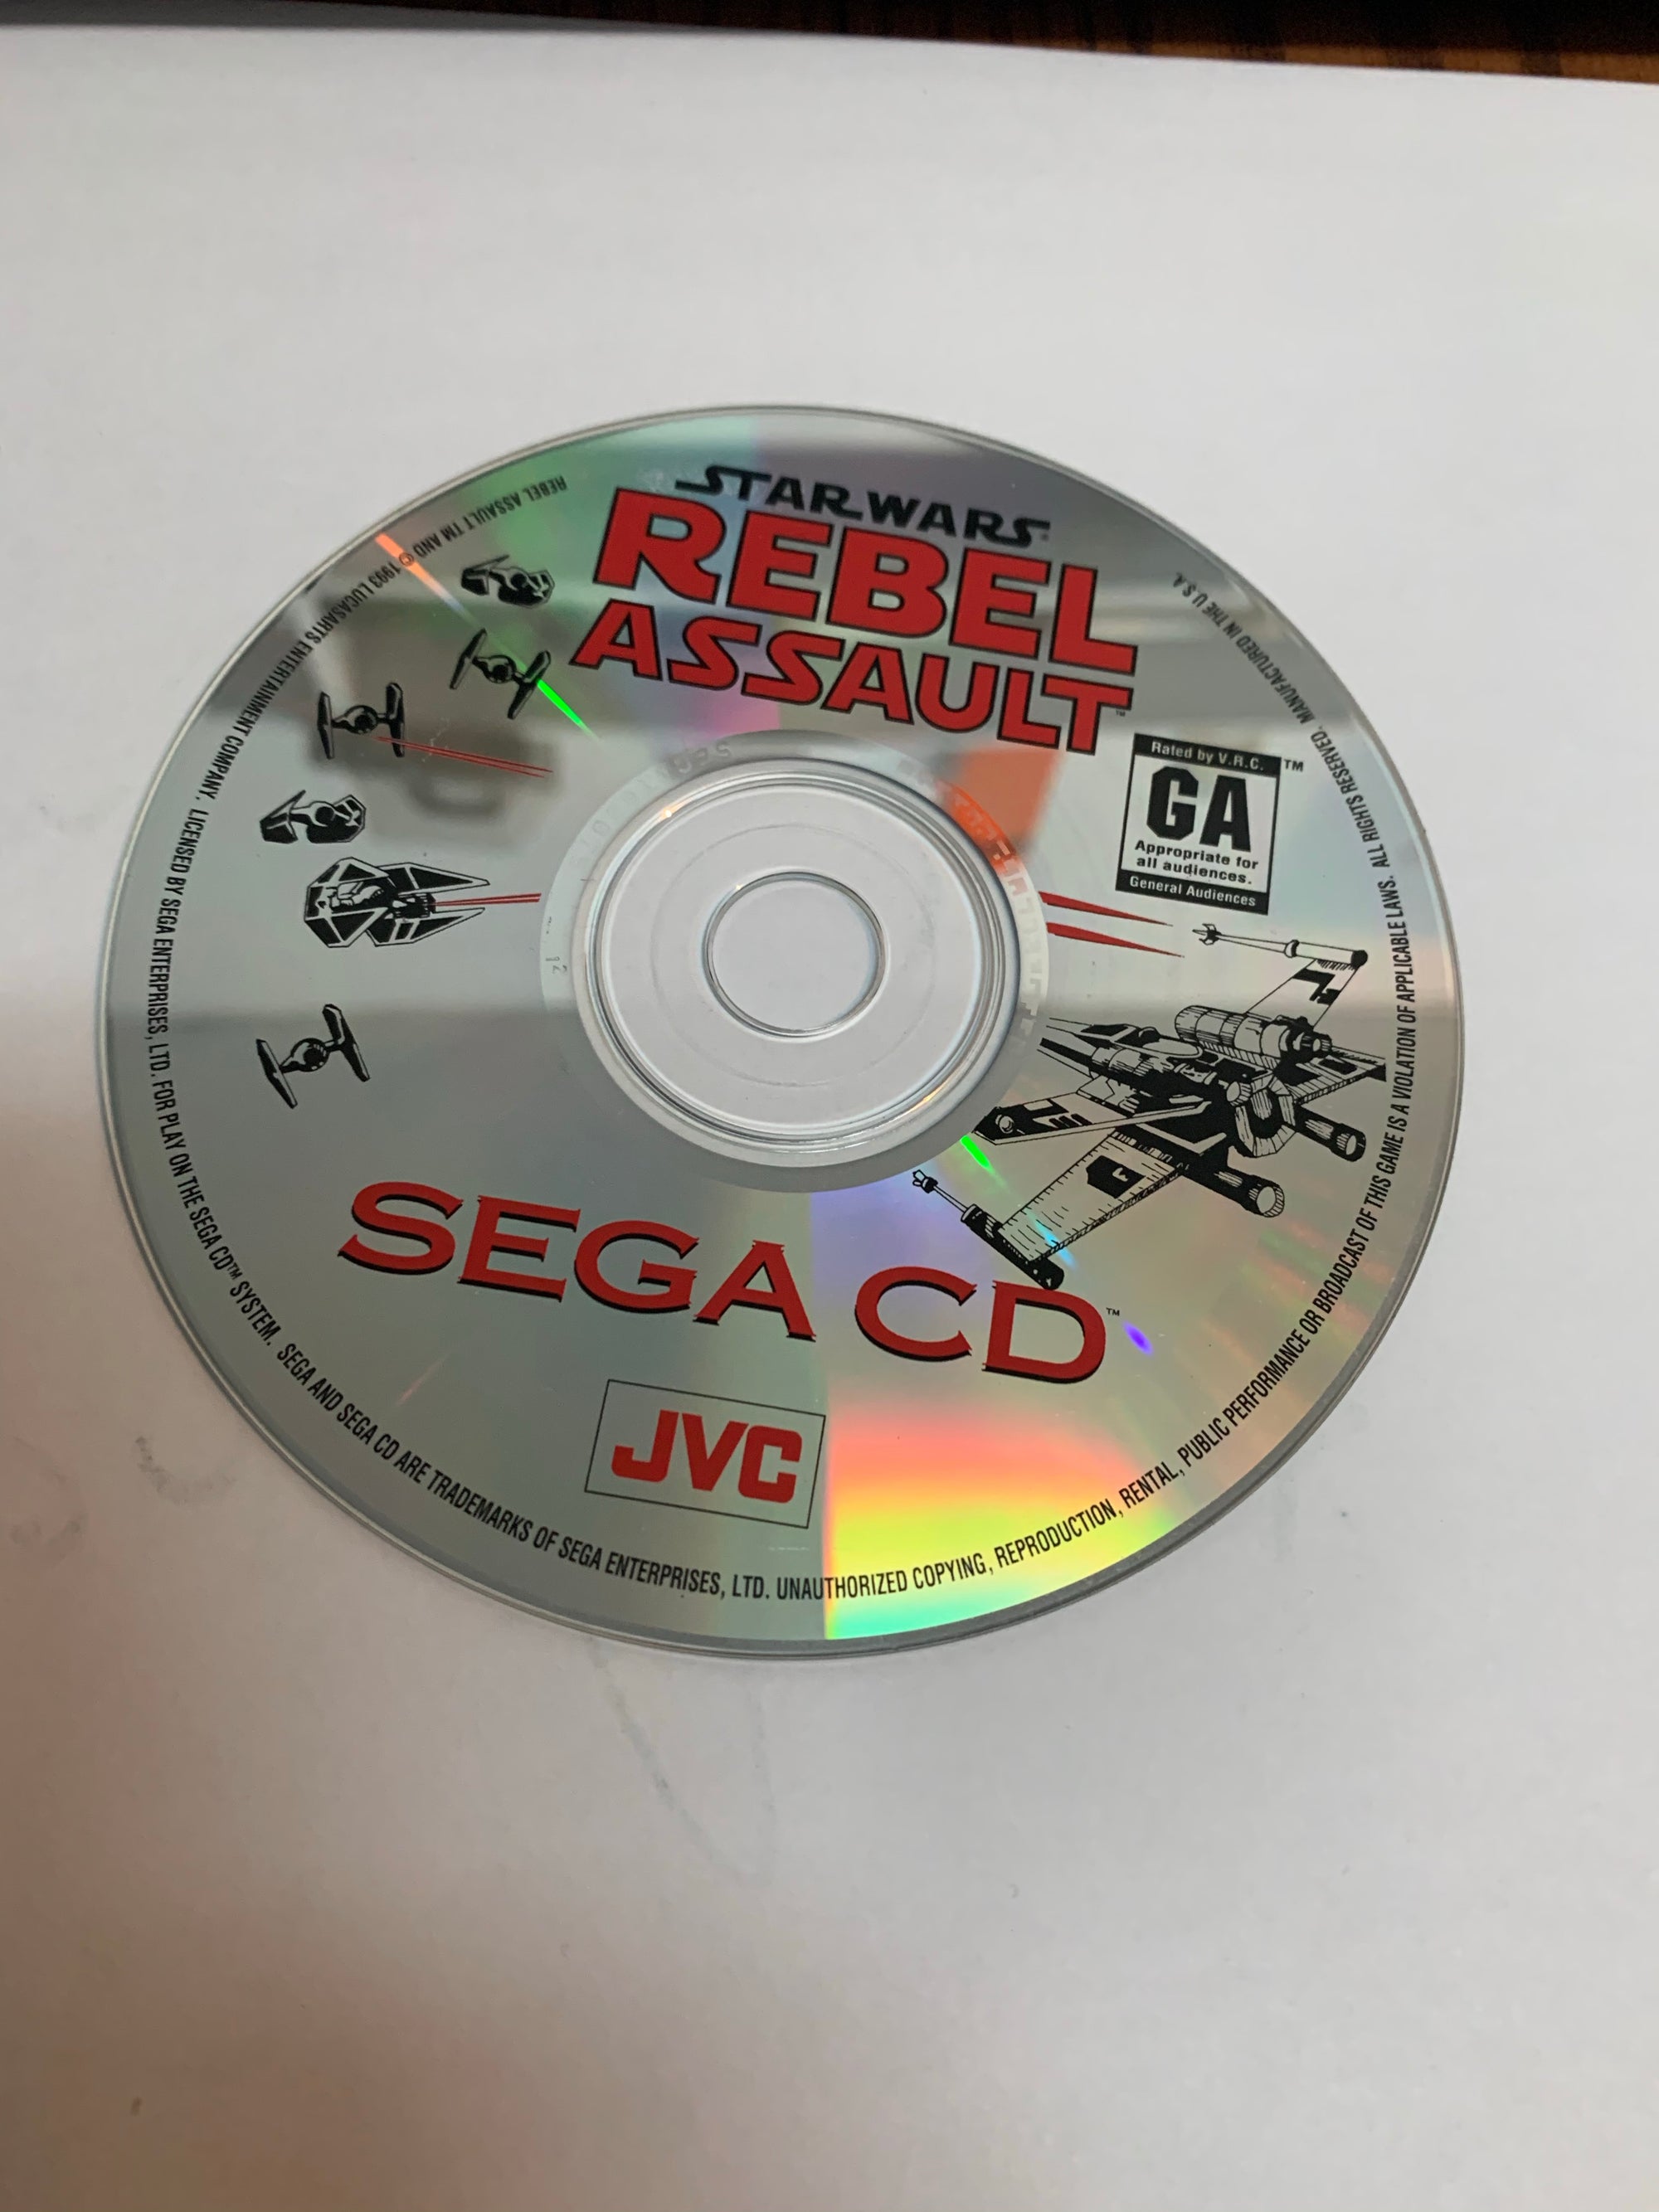 STAR WARS
REBEL
ASSAULT™
Rated by V.R.C. ™
GA
Appropriate for
all audiences.
General Audiences
SEGA CD™
JVC
REBEL ASSAULT TM AND © 1993 LUCASARTS ENTERTAINMENT COMPANY. LICENSED BY SEGA ENTERPRISES, LTD. FOR PLAY ON THE SEGA CD™ SYSTEM. SEGA AND SEGA CD ARE TRADEMARKS OF SEGA ENTERPRISES, LTD. UNAUTHORIZED COPYING, REPRODUCTION, RENTAL, PUBLIC PERFORMANCE OR BROADCAST OF THIS GAME IS A VIOLATION OF APPLICABLE LAWS. ALL RIGHTS RESERVED. MANUFACTURED IN THE U.S.A.